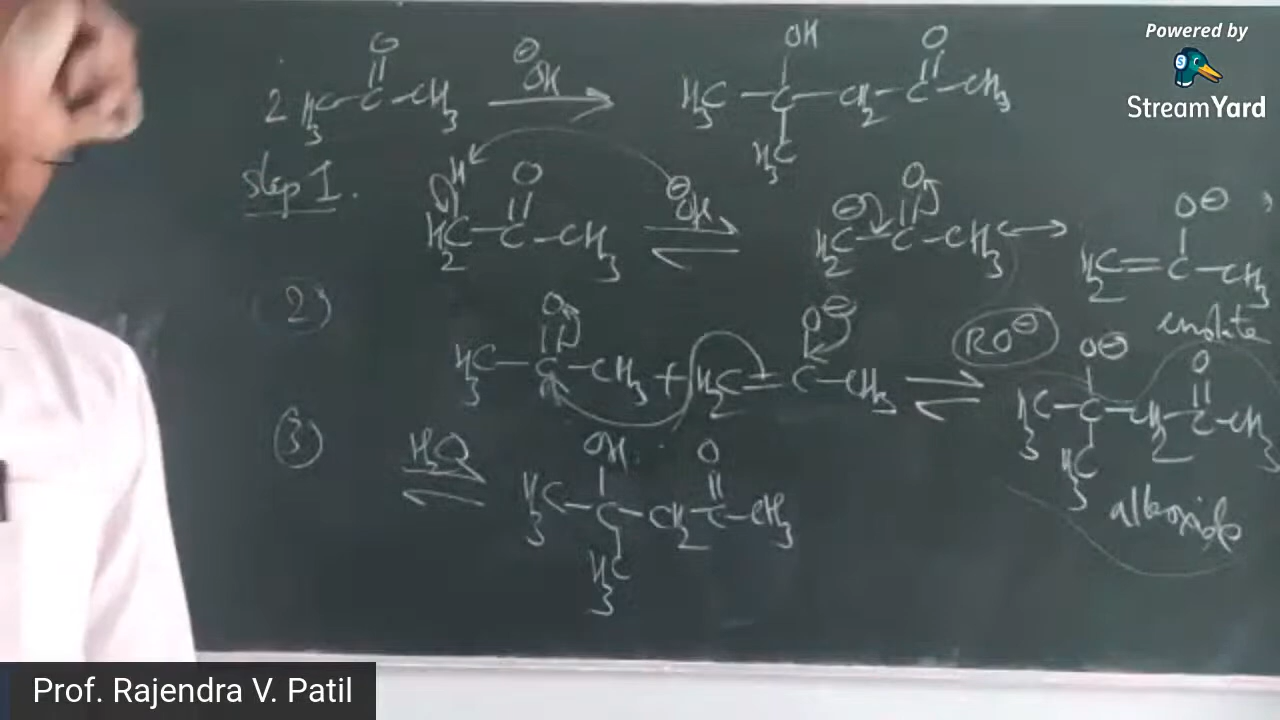 Powered by
StreamYard
2 H3C-C(=O)-CH3 ⊖OH → H3C-C(OH)(H3C)-CH2-C(=O)-CH3
step I.
H H2C-C(=O)-CH3 ⊖OH ⇌ ⊖ H2C-C(=O)-CH3 ↔ H2C=C(O⊖)-CH3
enolate
2)
H3C-C(=O)-CH3 + H2C=C(O⊖)-CH3 ⇌ H3C-C(O⊖)(H3C)-CH2-C(=O)-CH3
RO⊖
alkoxide
(3)
H2O ⇌ H3C-C(OH)(H3C)-CH2-C(=O)-CH3
Prof. Rajendra V. Patil